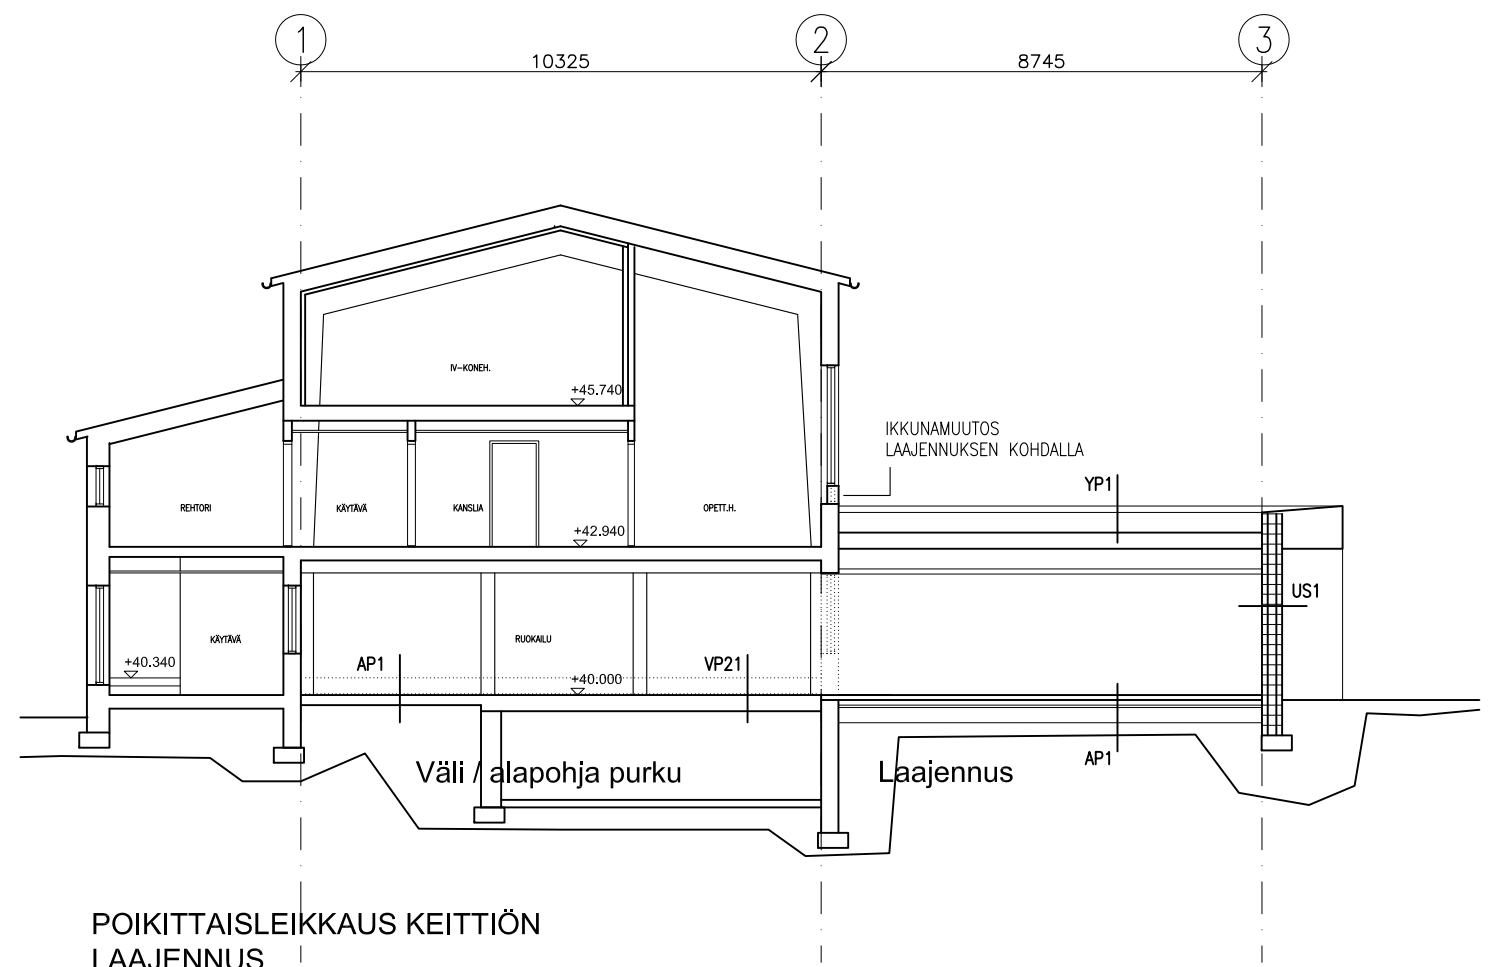 1
2
3
10325
8745
IV-KONEH.
+45.740
IKKUNAMUUTOS
LAAJENNUKSEN KOHDALLA
YP1
REHTORI
KÄYTÄVÄ
KANSLIA
OPETT.H.
+42.940
US1
KÄYTÄVÄ
RUOKAILU
+40.340
AP1
VP21
+40.000
AP1
Väli / alapohja purku
Laajennus
POIKITTAISLEIKKAUS KEITTIÖN
LAAJENNUS